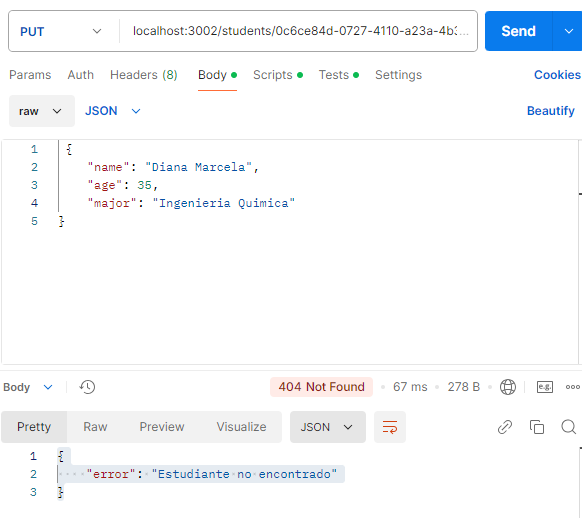 PUT localhost:3002/students/0c6ce84d-0727-4110-a23a-4b3... Send
Params Auth Headers (8) Body Scripts Tests Settings Cookies
raw JSON Beautify
1 {
2 "name": "Diana Marcela",
3 "age": 35,
4 "major": "Ingenieria Quimica"
5 }
Body 404 Not Found 67 ms 278 B e.g.
Pretty Raw Preview Visualize JSON
1 {
2 "error": "Estudiante no encontrado"
3 }